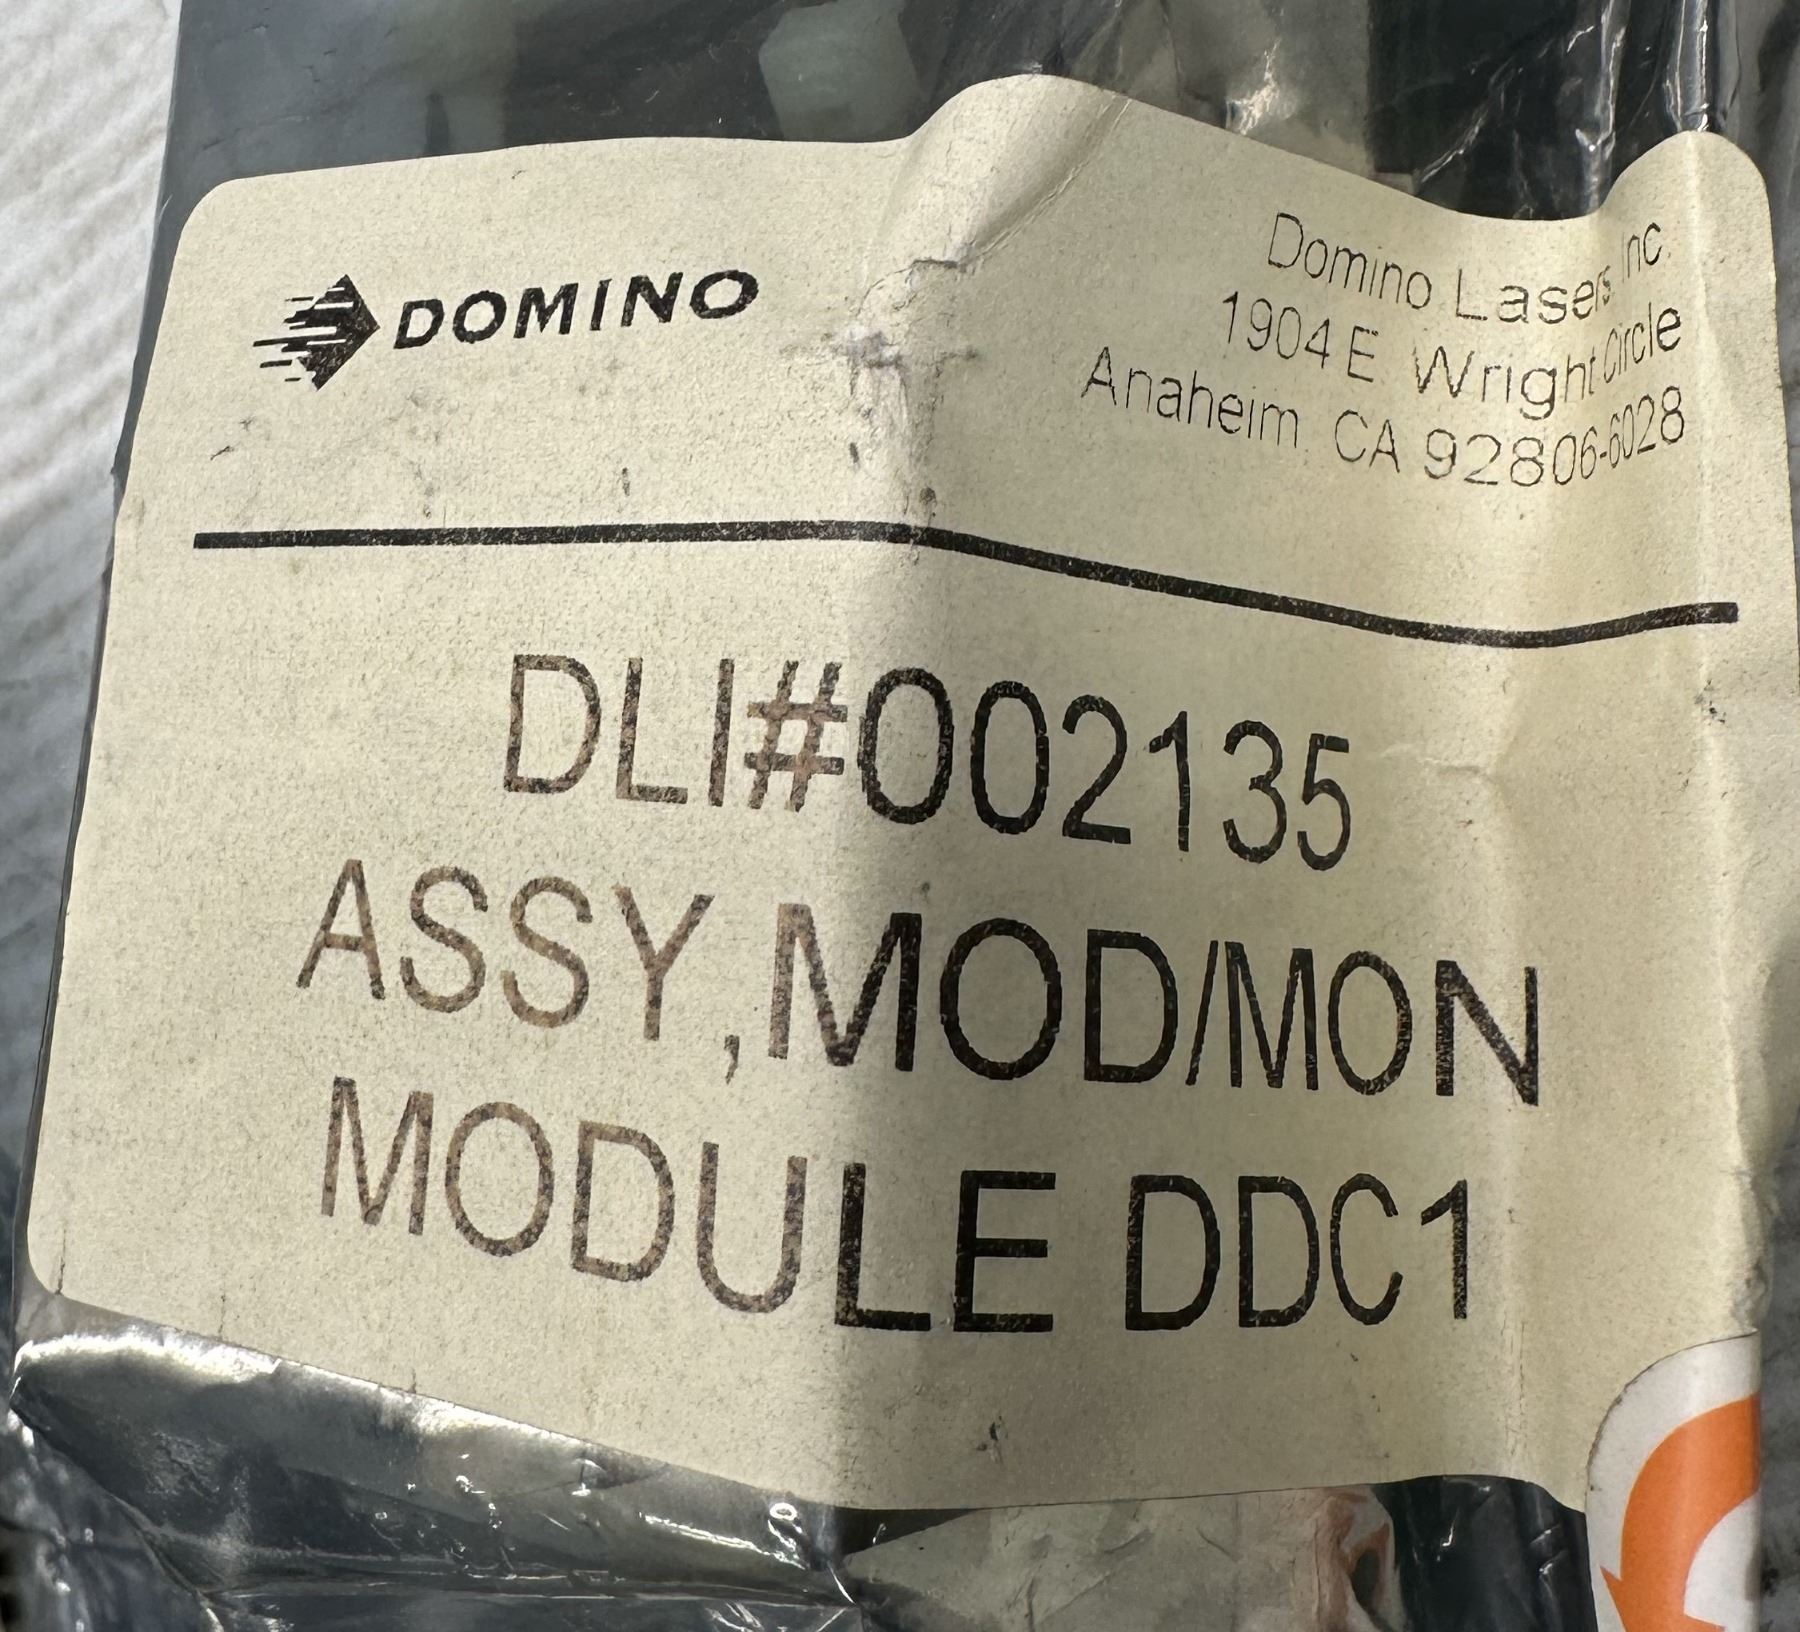 DOMINO
Domino Lasers Inc.
1904 E. Wright Circle
Anaheim CA 92806-6028
DLI#002135
ASSY,MOD/MON
MODULE DDC1